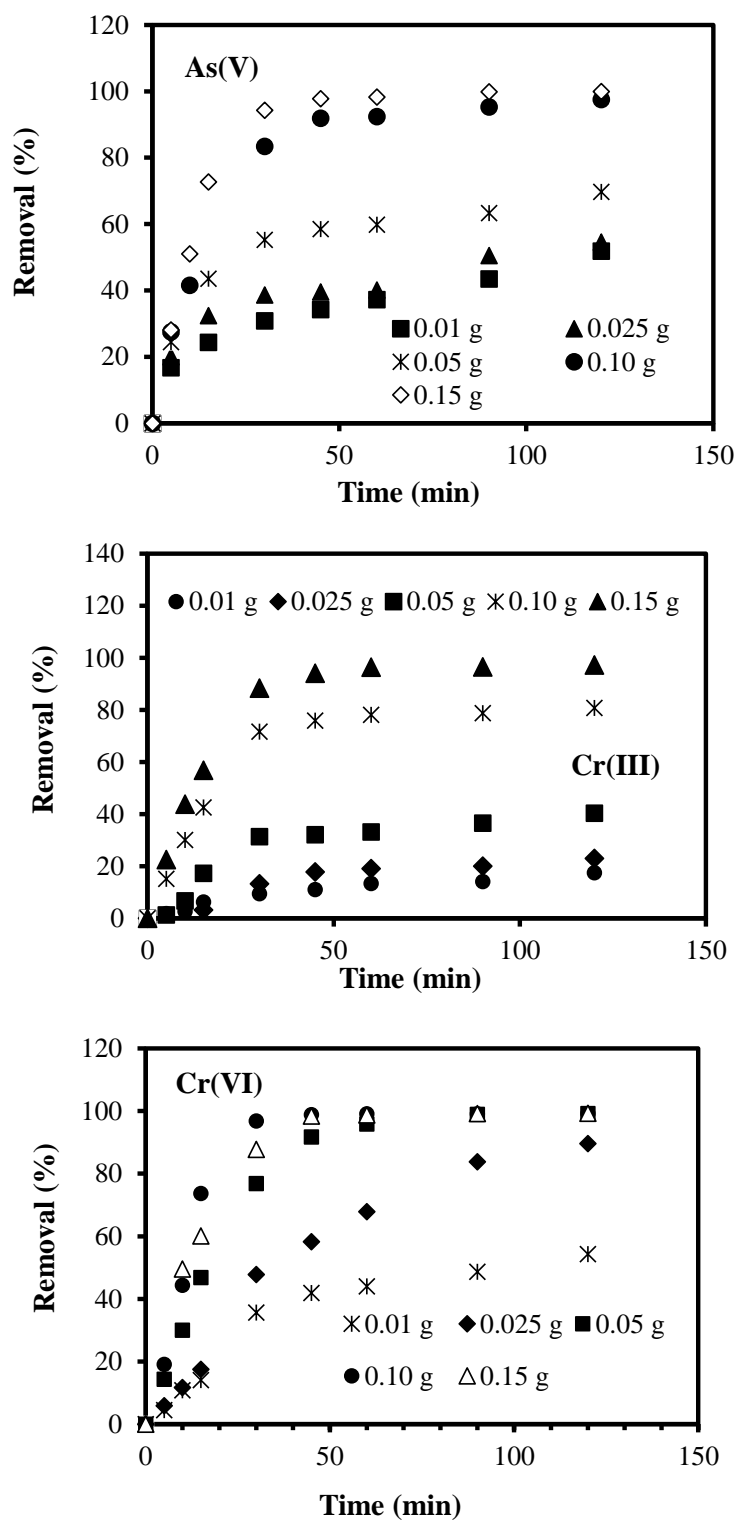 120
As(V)
100
80
60
40
20
0
Removal (%)
0.01 g 0.025 g
0.05 g 0.10 g
0.15 g
0 50 100 150
Time (min)
140
0.01 g 0.025 g 0.05 g 0.10 g 0.15 g
120
100
80
60
40
20
0
Removal (%)
Cr(III)
0 50 100 150
Time (min)
120
Cr(VI)
100
80
60
40
20
0
Removal (%)
0.01 g 0.025 g 0.05 g
0.10 g 0.15 g
0 50 100 150
Time (min)